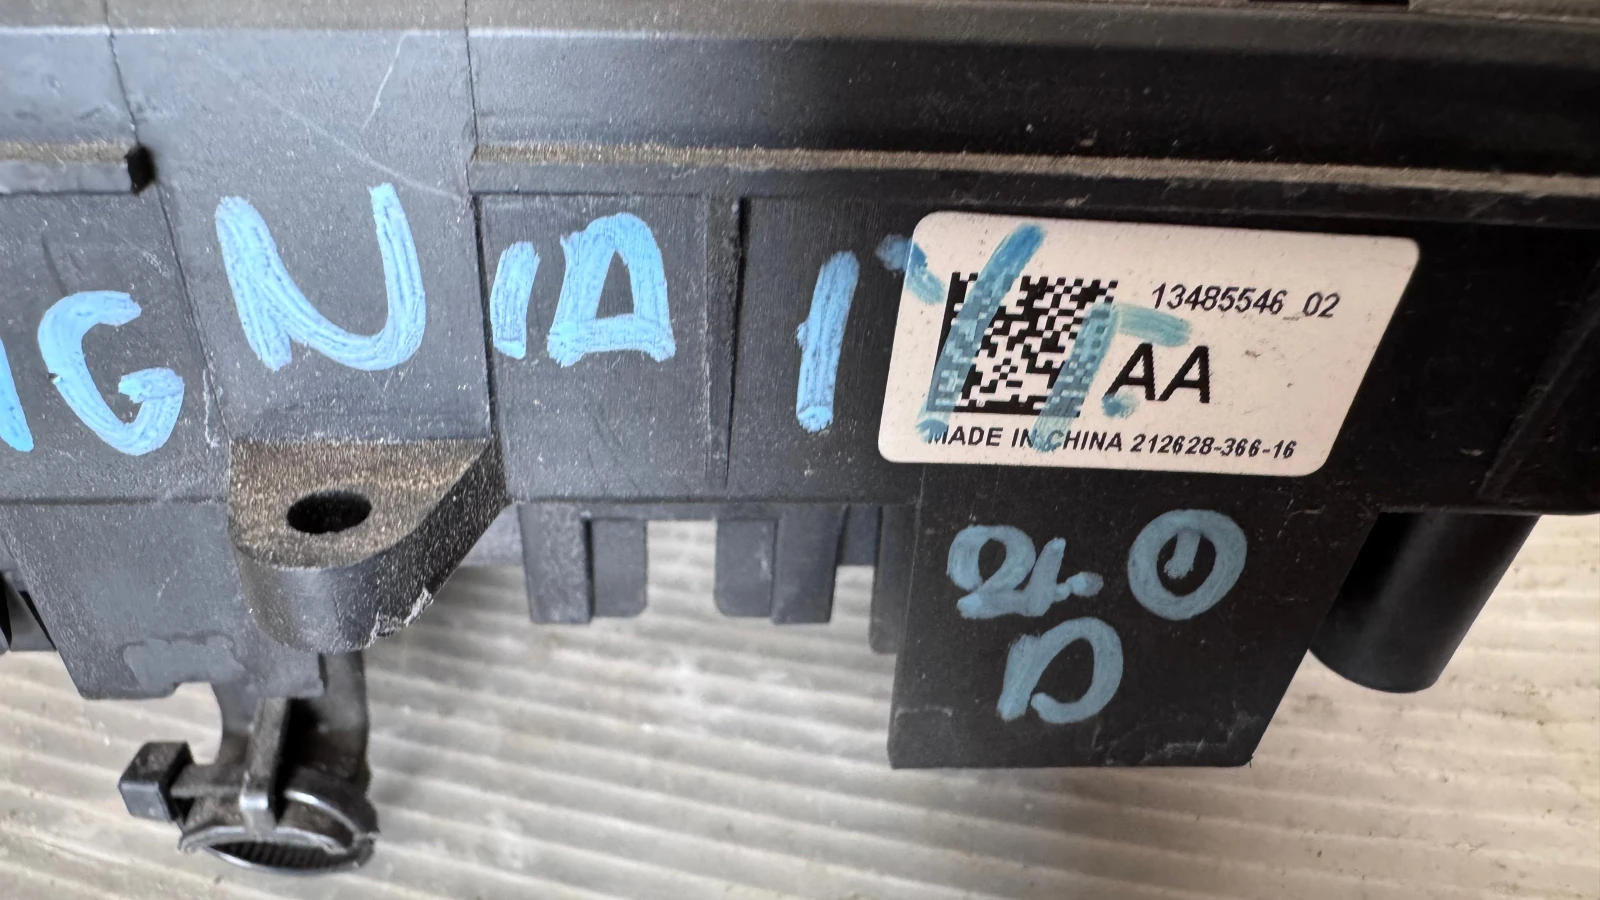 IGNIA 17'
13485546_02
AA
MADE IN CHINA 212628-366-16
2.0
D